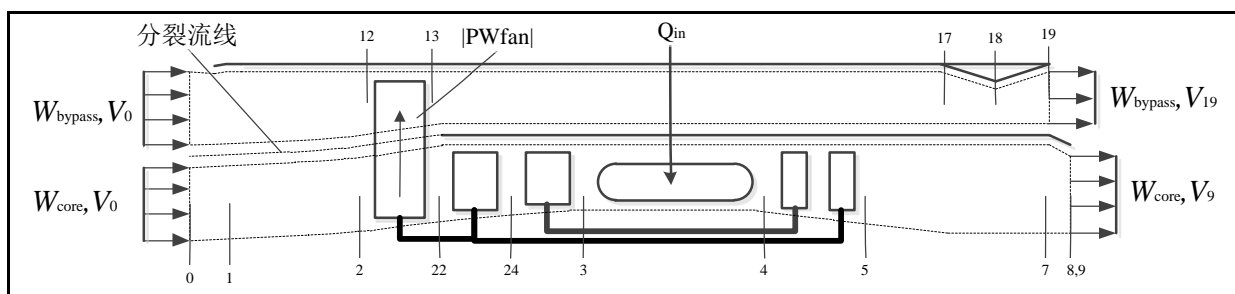 分裂流线
12
13
|PWfan|
Qin
17
18
19
Wbypass, V0
Wbypass, V19
Wcore, V0
Wcore, V9
0
1
2
22
24
3
4
5
7
8,9